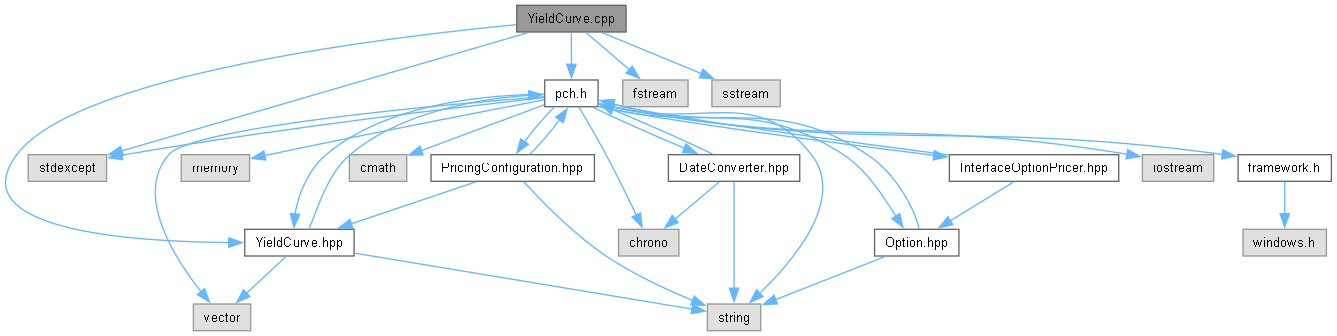 YieldCurve.cpp
pch.h
fstream
sstream
stdexcept
memory
cmath
PricingConfiguration.hpp
DateConverter.hpp
InterfaceOptionPricer.hpp
iostream
framework.h
YieldCurve.hpp
chrono
Option.hpp
windows.h
vector
string